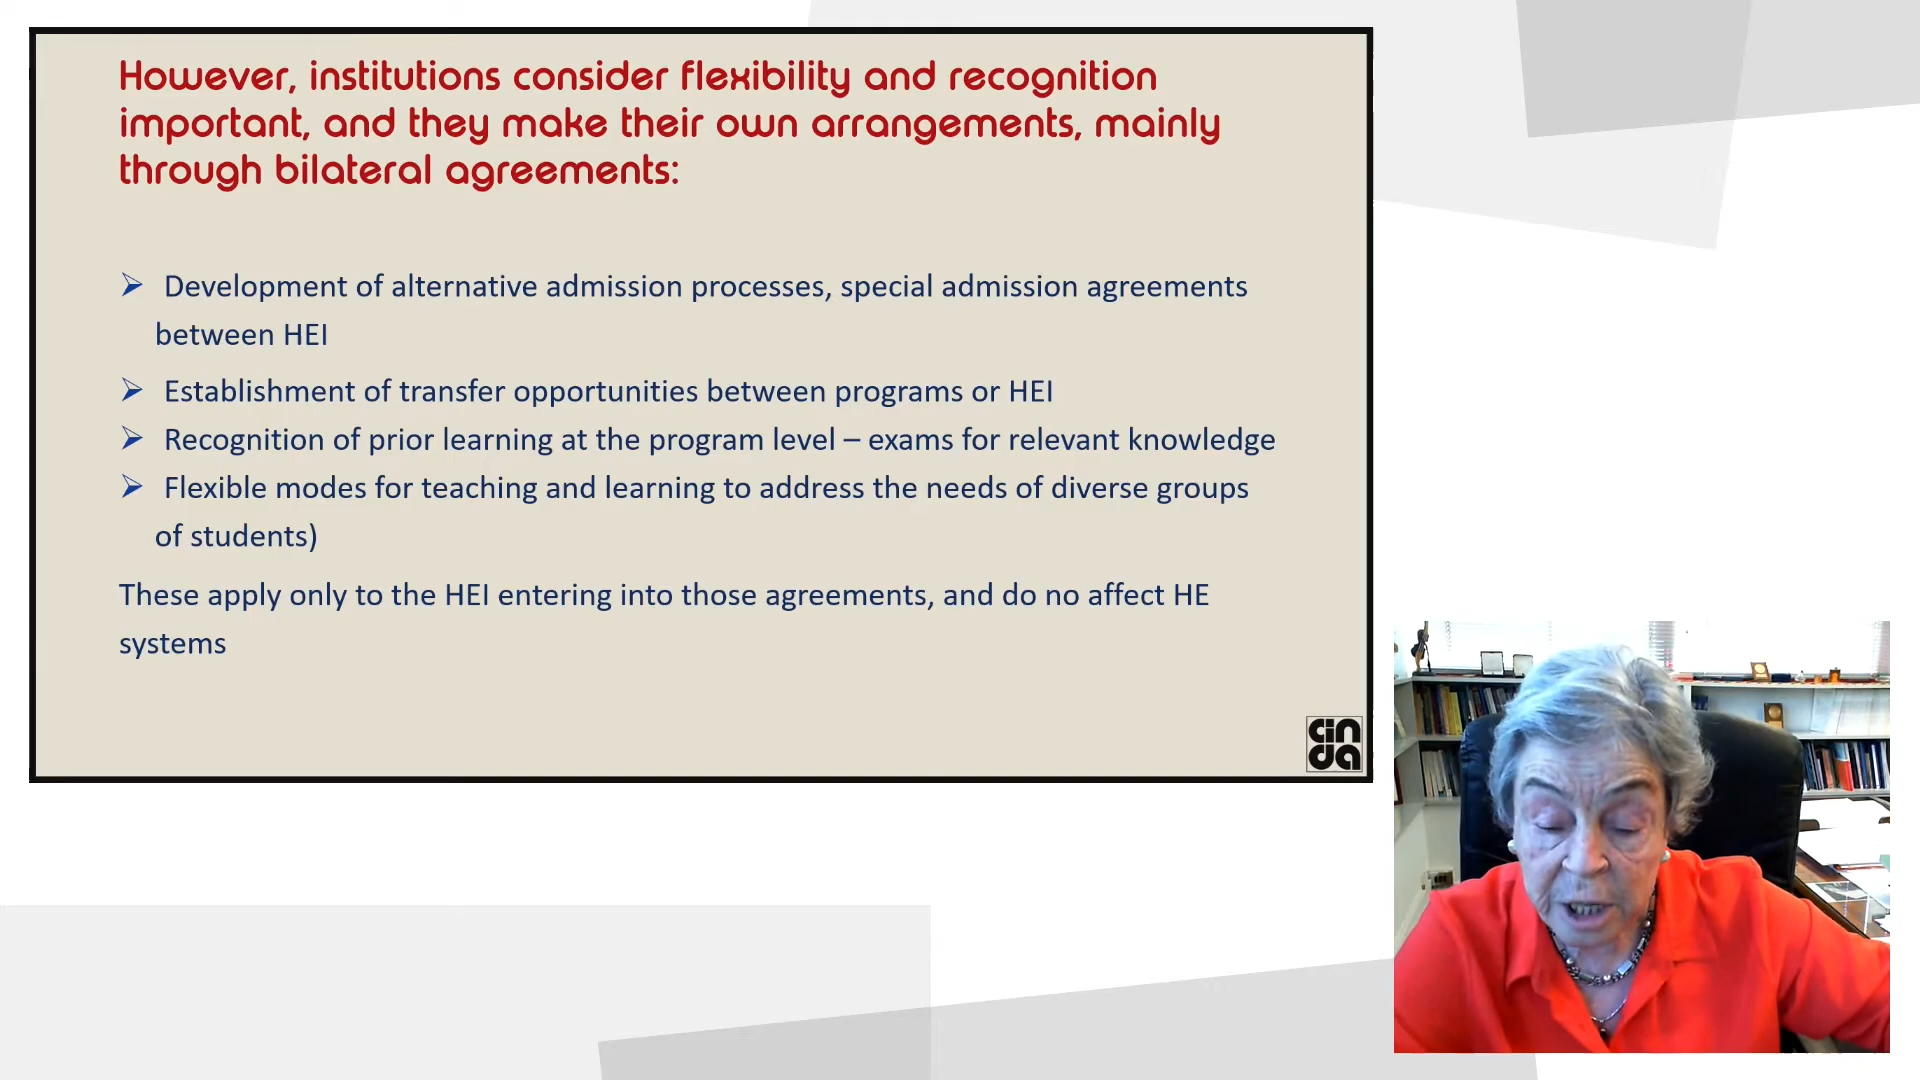 However, institutions consider flexibility and recognition
important, and they make their own arrangements, mainly
through bilateral agreements:
➢ Development of alternative admission processes, special admission agreements
between HEI
➢ Establishment of transfer opportunities between programs or HEI
➢ Recognition of prior learning at the program level – exams for relevant knowledge
➢ Flexible modes for teaching and learning to address the needs of diverse groups
of students)
These apply only to the HEI entering into those agreements, and do no affect HE
systems
cin
da